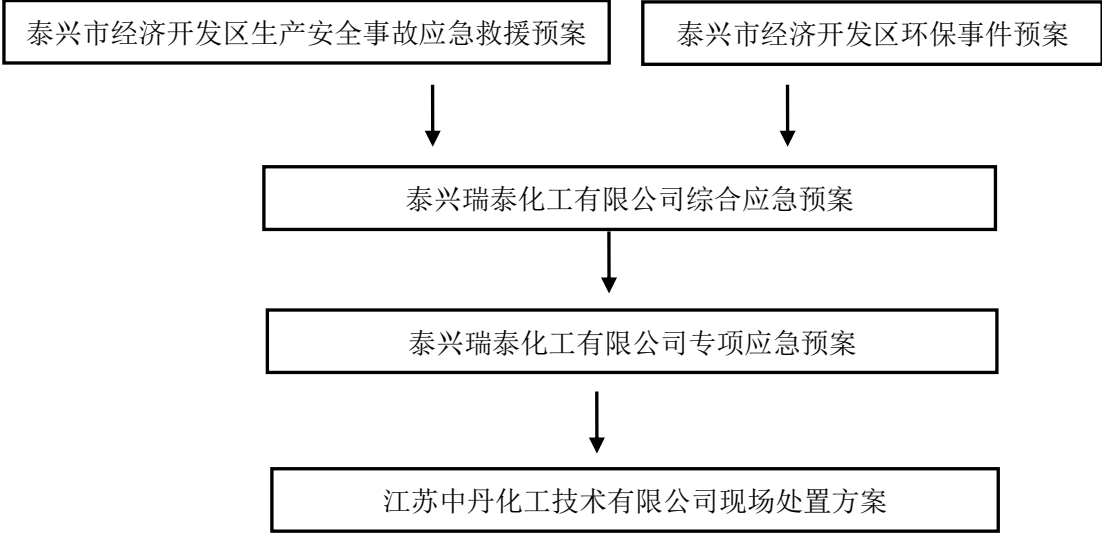 泰兴市经济开发区生产安全事故应急救援预案
泰兴市经济开发区环保事件预案
泰兴瑞泰化工有限公司综合应急预案
泰兴瑞泰化工有限公司专项应急预案
江苏中丹化工技术有限公司现场处置方案